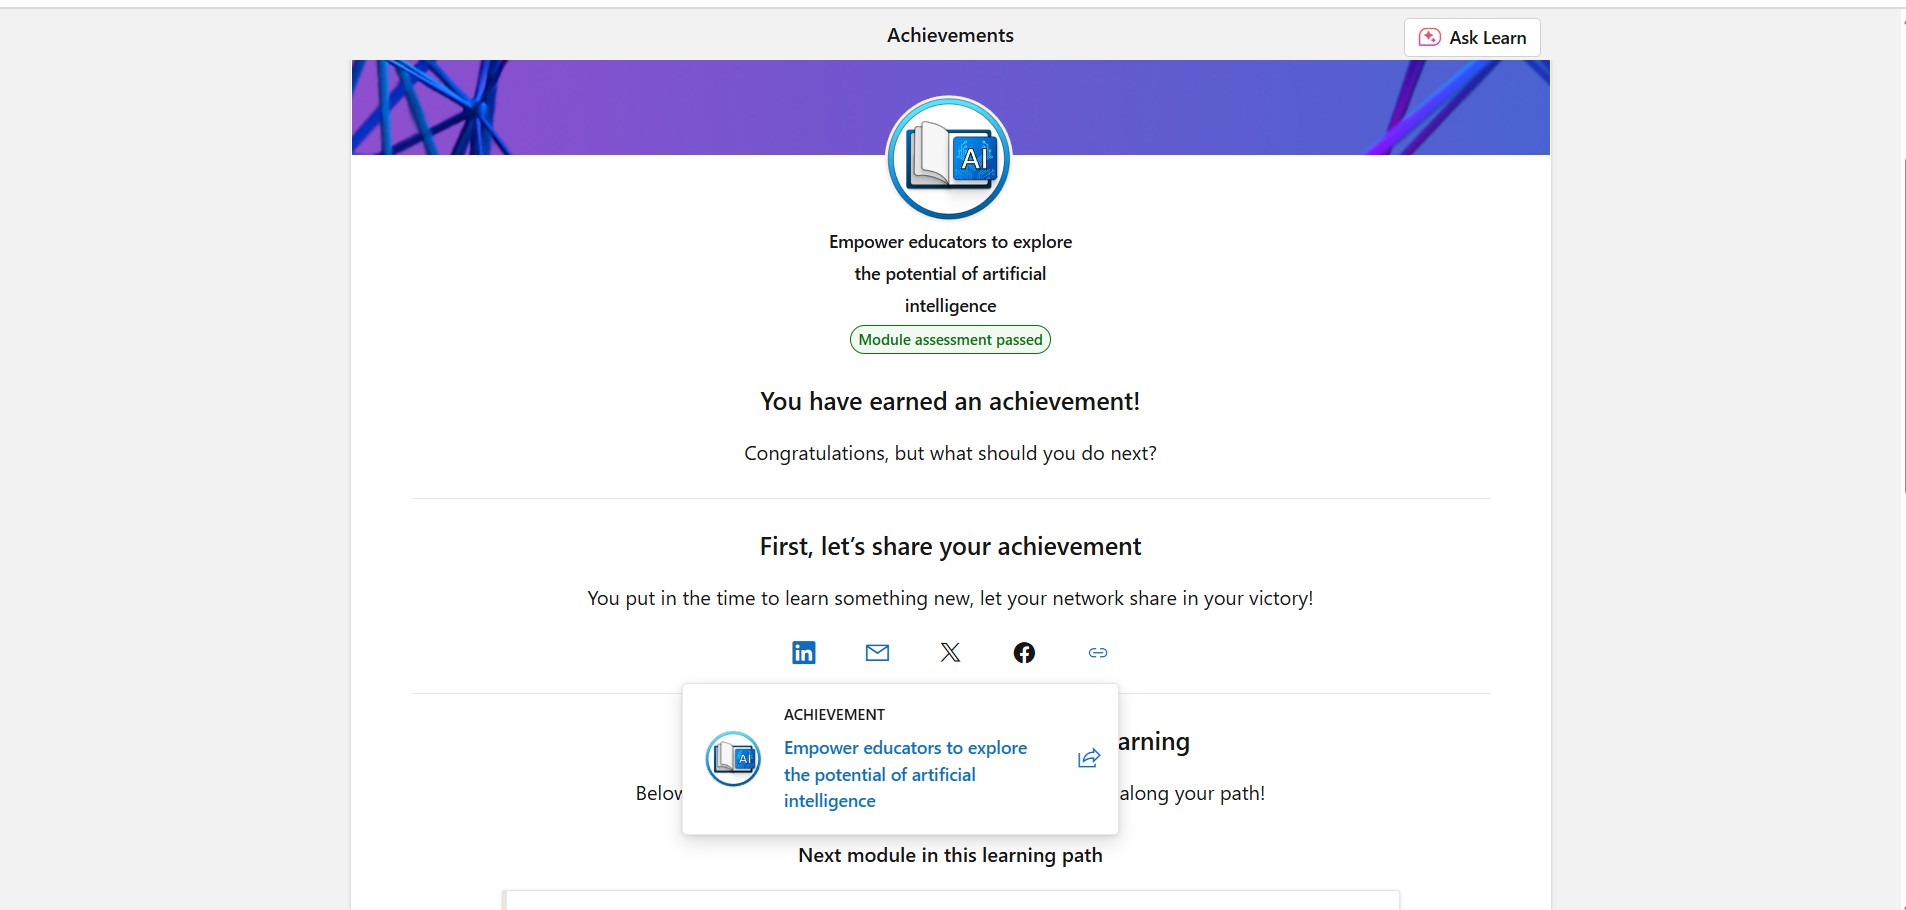 Achievements
Ask Learn
AI
Empower educators to explore
the potential of artificial
intelligence
Module assessment passed
You have earned an achievement!
Congratulations, but what should you do next?
First, let’s share your achievement
You put in the time to learn something new, let your network share in your victory!
in
X
f
ACHIEVEMENT
AI
Empower educators to explore
the potential of artificial
intelligence
arning
Below
along your path!
Next module in this learning path